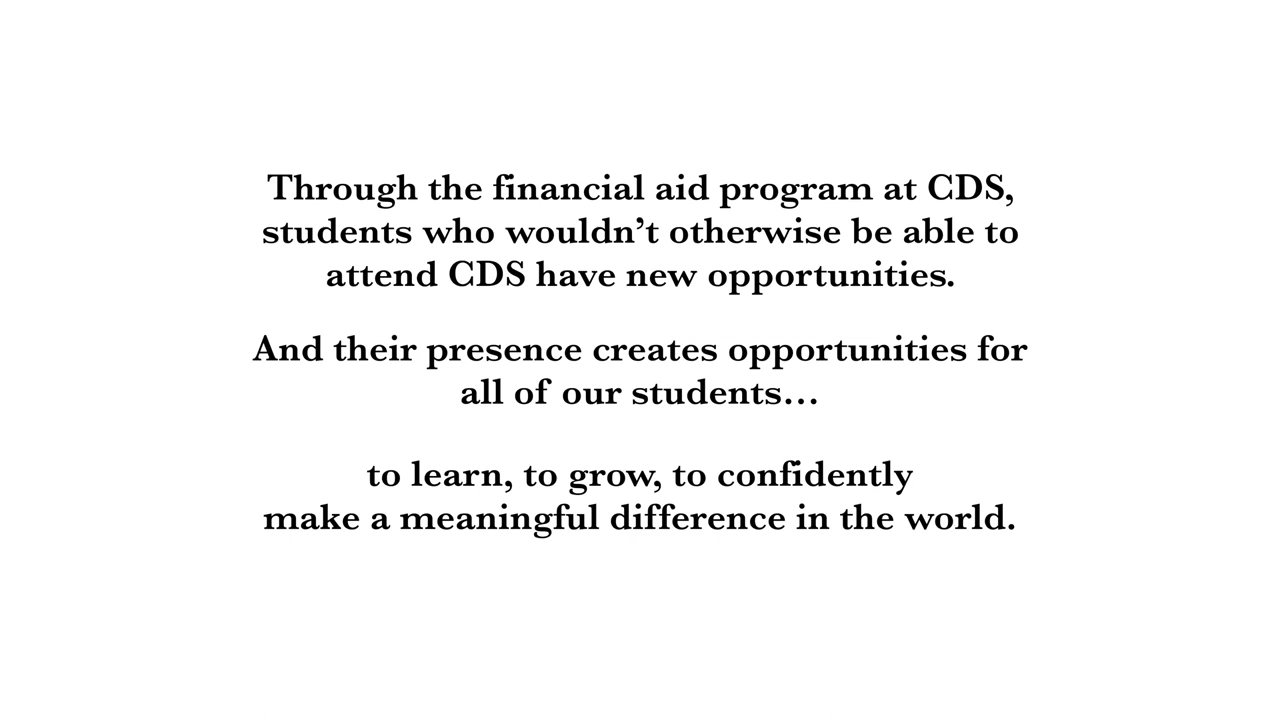 Through the financial aid program at CDS,
students who wouldn’t otherwise be able to
attend CDS have new opportunities.
And their presence creates opportunities for
all of our students…
to learn, to grow, to confidently
make a meaningful difference in the world.